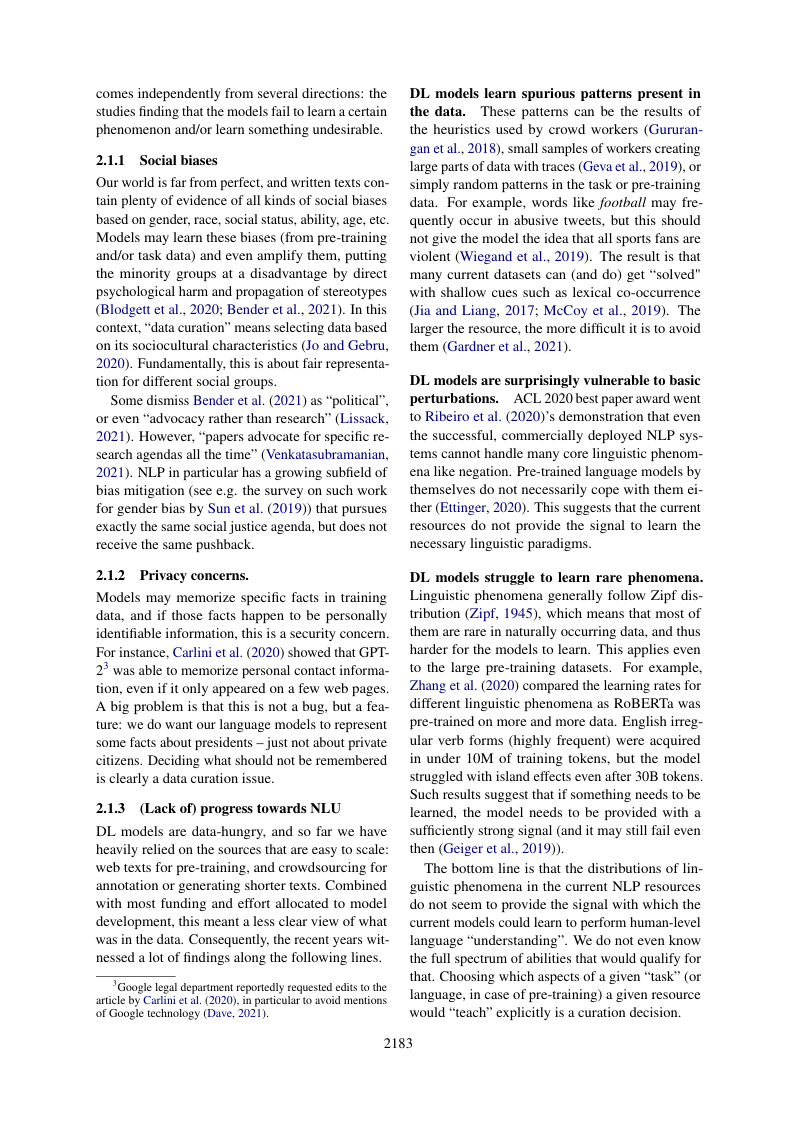 comes independently from several directions: the
studies finding that the models fail to learn a certain
phenomenon and/or learn something undesirable.
2.1.1 Social biases
Our world is far from perfect, and written texts con-
tain plenty of evidence of all kinds of social biases
based on gender, race, social status, ability, age, etc.
Models may learn these biases (from pre-training
and/or task data) and even amplify them, putting
the minority groups at a disadvantage by direct
psychological harm and propagation of stereotypes
(Blodgett et al., 2020; Bender et al., 2021). In this
context, “data curation” means selecting data based
on its sociocultural characteristics (Jo and Gebru,
2020). Fundamentally, this is about fair representa-
tion for different social groups.
Some dismiss Bender et al. (2021) as “political”,
or even “advocacy rather than research” (Lissack,
2021). However, “papers advocate for specific re-
search agendas all the time” (Venkatasubramanian,
2021). NLP in particular has a growing subfield of
bias mitigation (see e.g. the survey on such work
for gender bias by Sun et al. (2019)) that pursues
exactly the same social justice agenda, but does not
receive the same pushback.
2.1.2 Privacy concerns.
Models may memorize specific facts in training
data, and if those facts happen to be personally
identifiable information, this is a security concern.
For instance, Carlini et al. (2020) showed that GPT-
2³ was able to memorize personal contact informa-
tion, even if it only appeared on a few web pages.
A big problem is that this is not a bug, but a fea-
ture: we do want our language models to represent
some facts about presidents – just not about private
citizens. Deciding what should not be remembered
is clearly a data curation issue.
2.1.3 (Lack of) progress towards NLU
DL models are data-hungry, and so far we have
heavily relied on the sources that are easy to scale:
web texts for pre-training, and crowdsourcing for
annotation or generating shorter texts. Combined
with most funding and effort allocated to model
development, this meant a less clear view of what
was in the data. Consequently, the recent years wit-
nessed a lot of findings along the following lines.
³Google legal department reportedly requested edits to the
article by Carlini et al. (2020), in particular to avoid mentions
of Google technology (Dave, 2021).
DL models learn spurious patterns present in
the data. These patterns can be the results of
the heuristics used by crowd workers (Gururan-
gan et al., 2018), small samples of workers creating
large parts of data with traces (Geva et al., 2019), or
simply random patterns in the task or pre-training
data. For example, words like football may fre-
quently occur in abusive tweets, but this should
not give the model the idea that all sports fans are
violent (Wiegand et al., 2019). The result is that
many current datasets can (and do) get “solved"
with shallow cues such as lexical co-occurrence
(Jia and Liang, 2017; McCoy et al., 2019). The
larger the resource, the more difficult it is to avoid
them (Gardner et al., 2021).
DL models are surprisingly vulnerable to basic
perturbations. ACL 2020 best paper award went
to Ribeiro et al. (2020)’s demonstration that even
the successful, commercially deployed NLP sys-
tems cannot handle many core linguistic phenom-
ena like negation. Pre-trained language models by
themselves do not necessarily cope with them ei-
ther (Ettinger, 2020). This suggests that the current
resources do not provide the signal to learn the
necessary linguistic paradigms.
DL models struggle to learn rare phenomena.
Linguistic phenomena generally follow Zipf dis-
tribution (Zipf, 1945), which means that most of
them are rare in naturally occurring data, and thus
harder for the models to learn. This applies even
to the large pre-training datasets. For example,
Zhang et al. (2020) compared the learning rates for
different linguistic phenomena as RoBERTa was
pre-trained on more and more data. English irreg-
ular verb forms (highly frequent) were acquired
in under 10M of training tokens, but the model
struggled with island effects even after 30B tokens.
Such results suggest that if something needs to be
learned, the model needs to be provided with a
sufficiently strong signal (and it may still fail even
then (Geiger et al., 2019)).
The bottom line is that the distributions of lin-
guistic phenomena in the current NLP resources
do not seem to provide the signal with which the
current models could learn to perform human-level
language “understanding”. We do not even know
the full spectrum of abilities that would qualify for
that. Choosing which aspects of a given “task” (or
language, in case of pre-training) a given resource
would “teach” explicitly is a curation decision.
2183